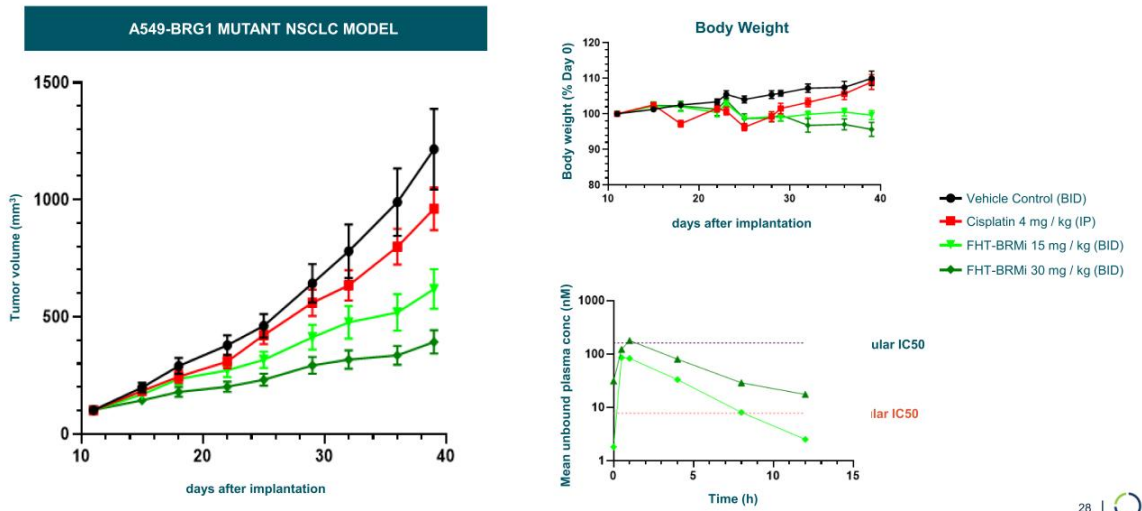 A549-BRG1 MUTANT NSCLC MODEL
1500
1000
500
0
Tumor volume (mm³)
10
20
30
40
days after implantation
Body Weight
120
110
100
90
80
Body weight (% Day 0)
10
20
30
40
days after implantation
Vehicle Control (BID)
Cisplatin 4 mg / kg (IP)
FHT-BRMi 15 mg / kg (BID)
FHT-BRMi 30 mg / kg (BID)
1000
100
10
1
Mean unbound plasma conc (nM)
ular IC50
lar IC50
0
5
10
15
Time (h)
28 |